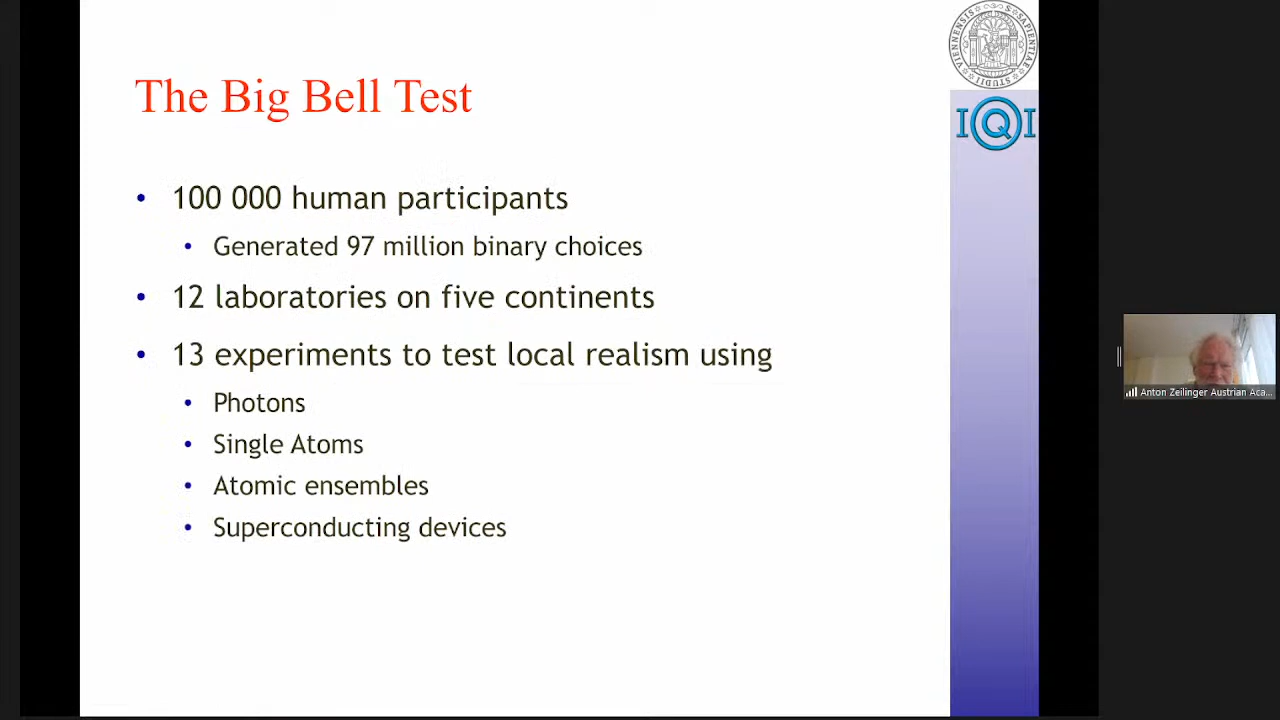 The Big Bell Test
• 100 000 human participants
• Generated 97 million binary choices
• 12 laboratories on five continents
• 13 experiments to test local realism using
• Photons
• Single Atoms
• Atomic ensembles
• Superconducting devices
IQI
Anton Zeilinger Austrian Aca...